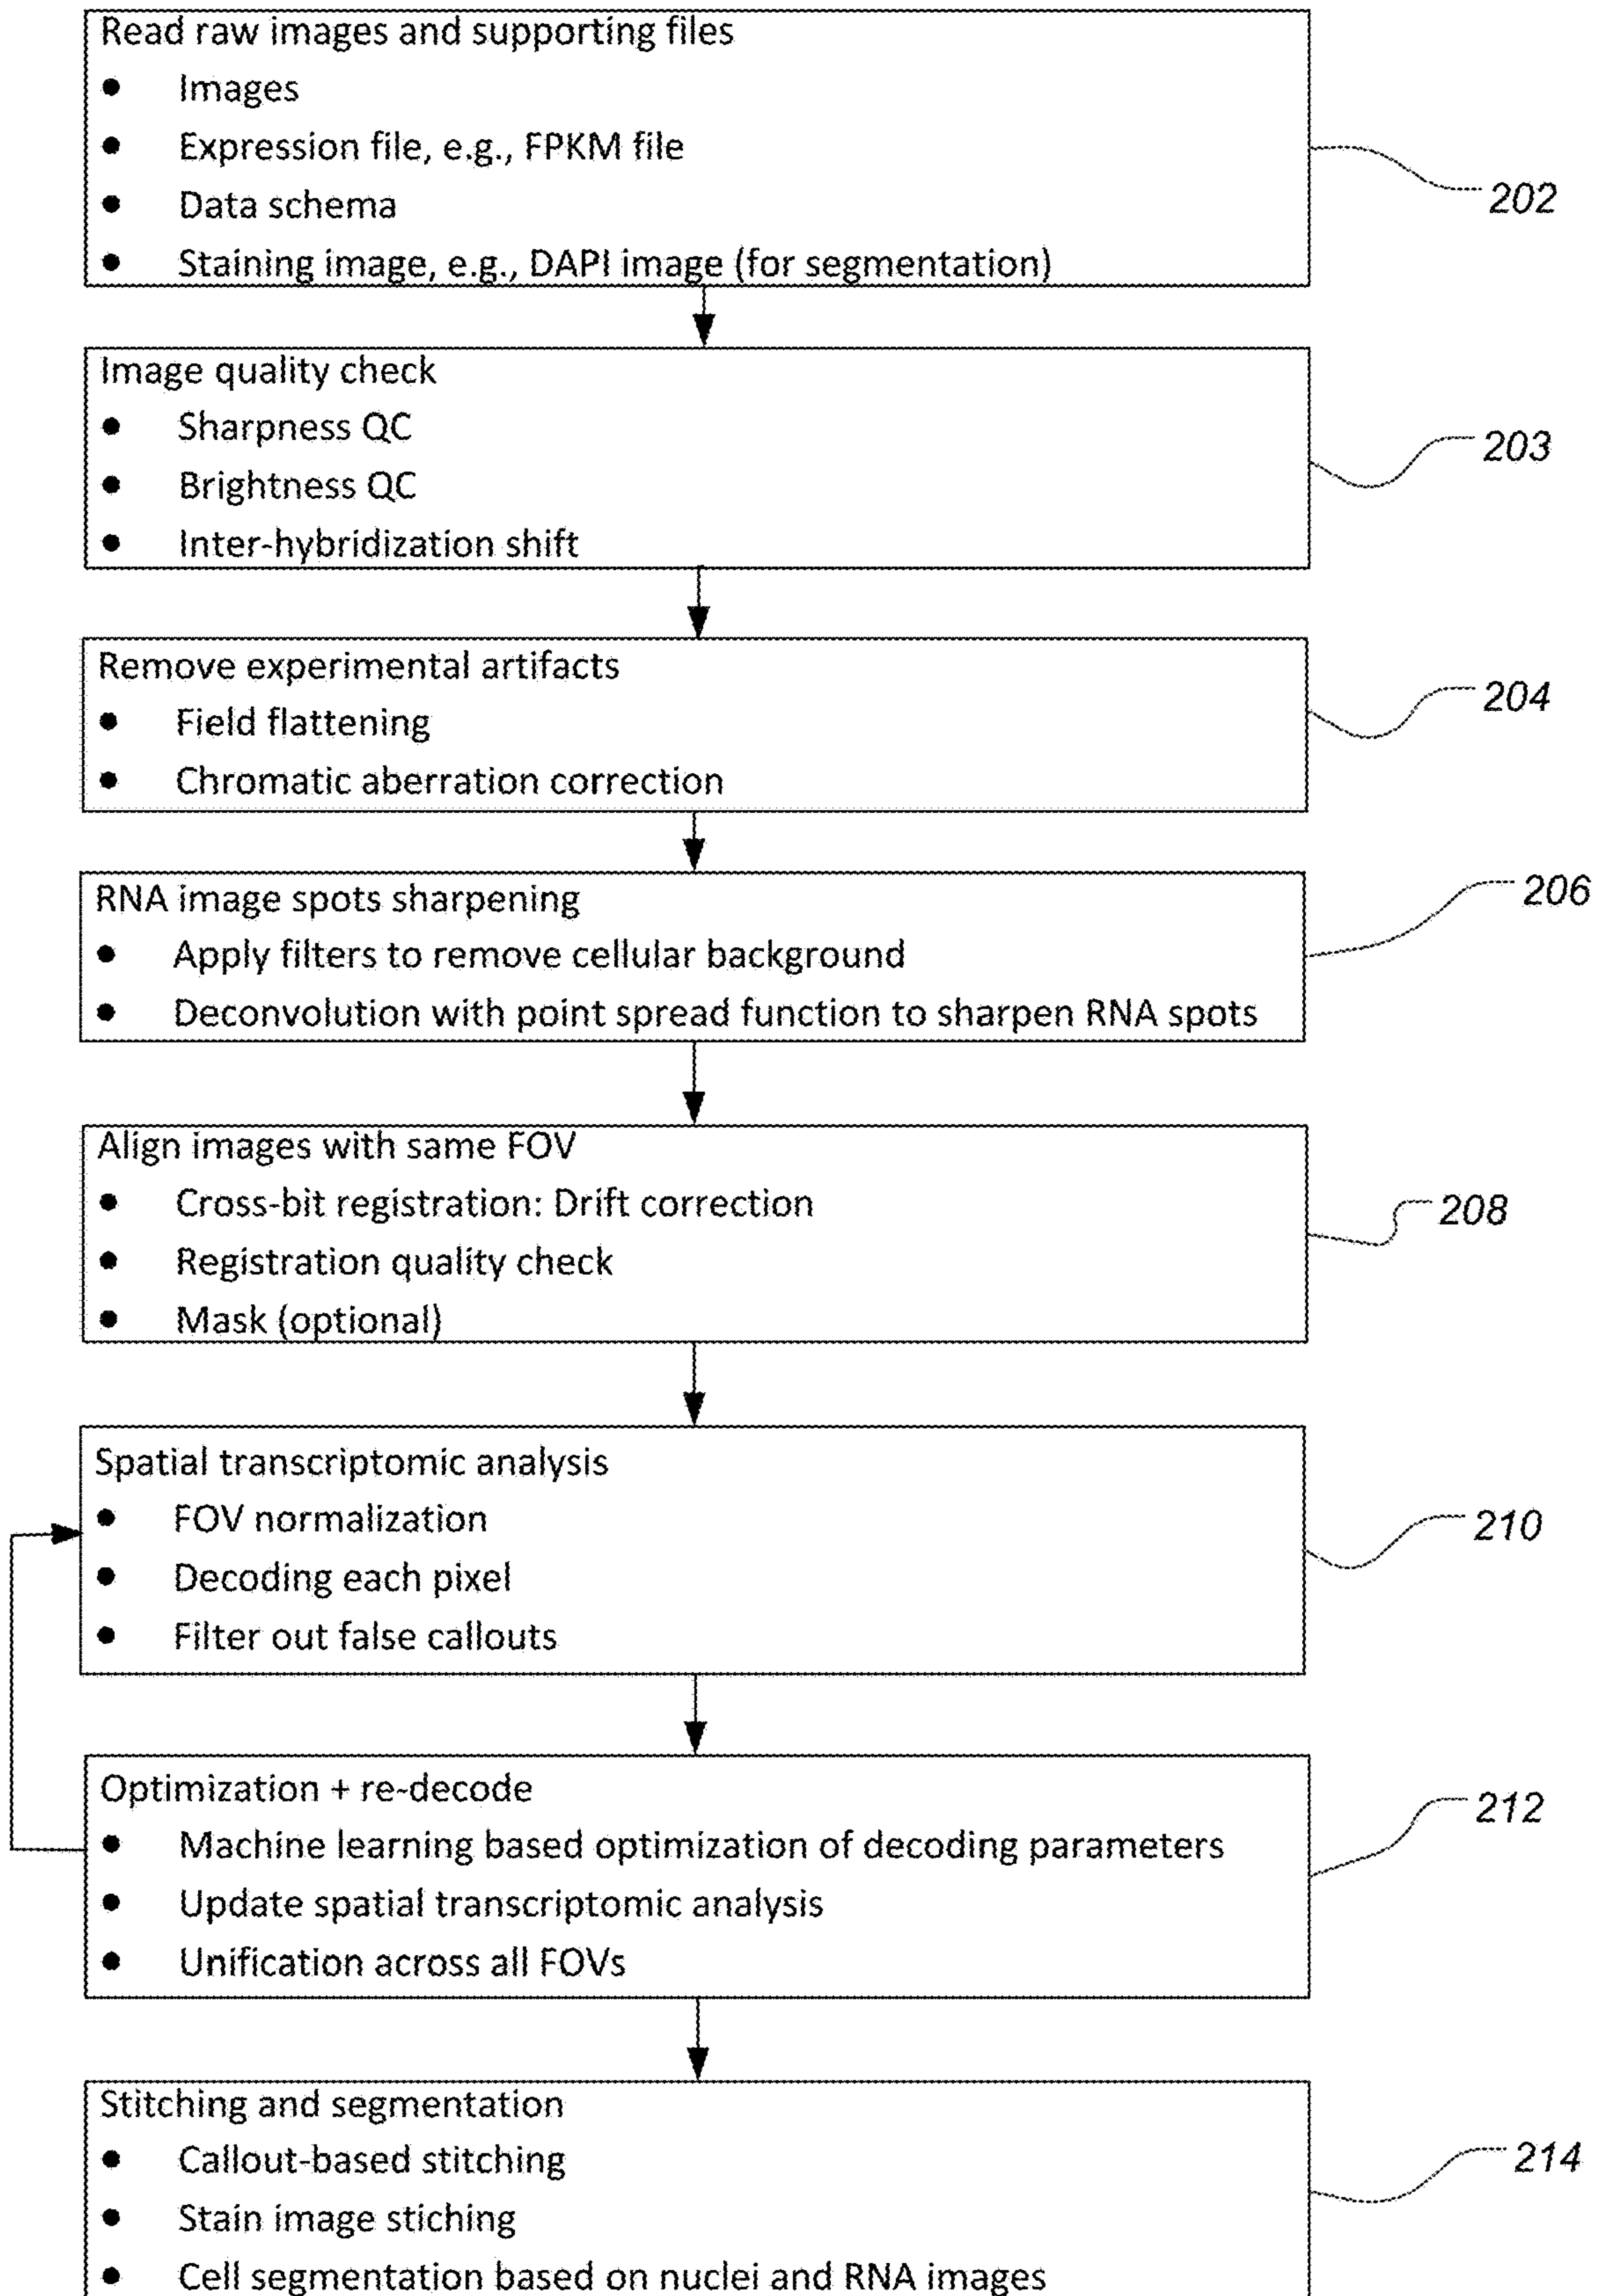 Read raw images and supporting files
● Images
● Expression file, e.g., FPKM file
● Data schema
● Staining image, e.g., DAPI image (for segmentation)
202
Image quality check
● Sharpness QC
● Brightness QC
● Inter-hybridization shift
203
Remove experimental artifacts
● Field flattening
● Chromatic aberration correction
204
RNA image spots sharpening
● Apply filters to remove cellular background
● Deconvolution with point spread function to sharpen RNA spots
206
Align images with same FOV
● Cross-bit registration: Drift correction
● Registration quality check
● Mask (optional)
208
Spatial transcriptomic analysis
● FOV normalization
● Decoding each pixel
● Filter out false callouts
210
Optimization + re-decode
● Machine learning based optimization of decoding parameters
● Update spatial transcriptomic analysis
● Unification across all FOVs
212
Stitching and segmentation
● Callout-based stitching
● Stain image stiching
● Cell segmentation based on nuclei and RNA images
214